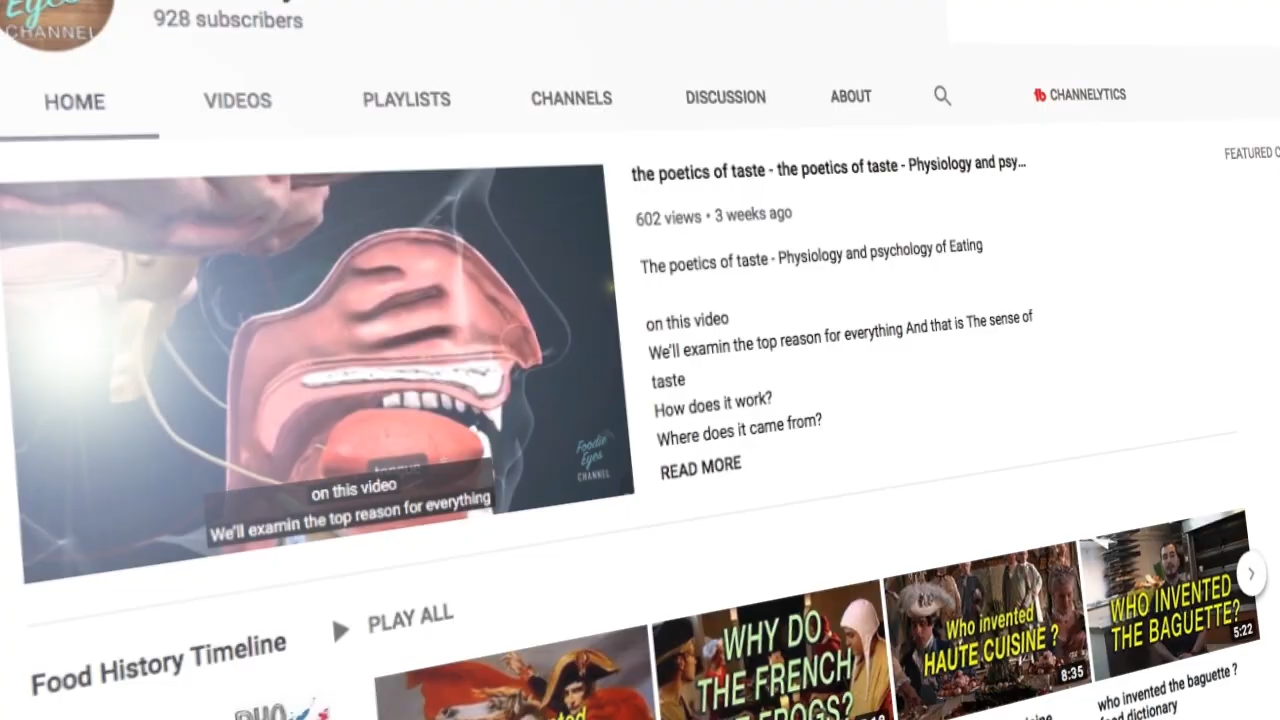 Eyes
CHANNEL
928 subscribers
HOME
VIDEOS
PLAYLISTS
CHANNELS
DISCUSSION
ABOUT
CHANNELYTICS
FEATURED
the poetics of taste - the poetics of taste - Physiology and psy...
602 views • 3 weeks ago
The poetics of taste - Physiology and psychology of Eating
on this video
We'll examin the top reason for everything And that is The sense of
taste
How does it work?
Where does it came from?
READ MORE
Foodie
Eyes
CHANNEL
on this video
We'll examin the top reason for everything
Food History Timeline
PLAY ALL
WHY DO
THE FRENCH
FROGS?
Who invented
HAUTE CUISINE ?
8:35
WHO INVENTED
THE BAGUETTE?
5:22
who invented the baguette ?
dictionary